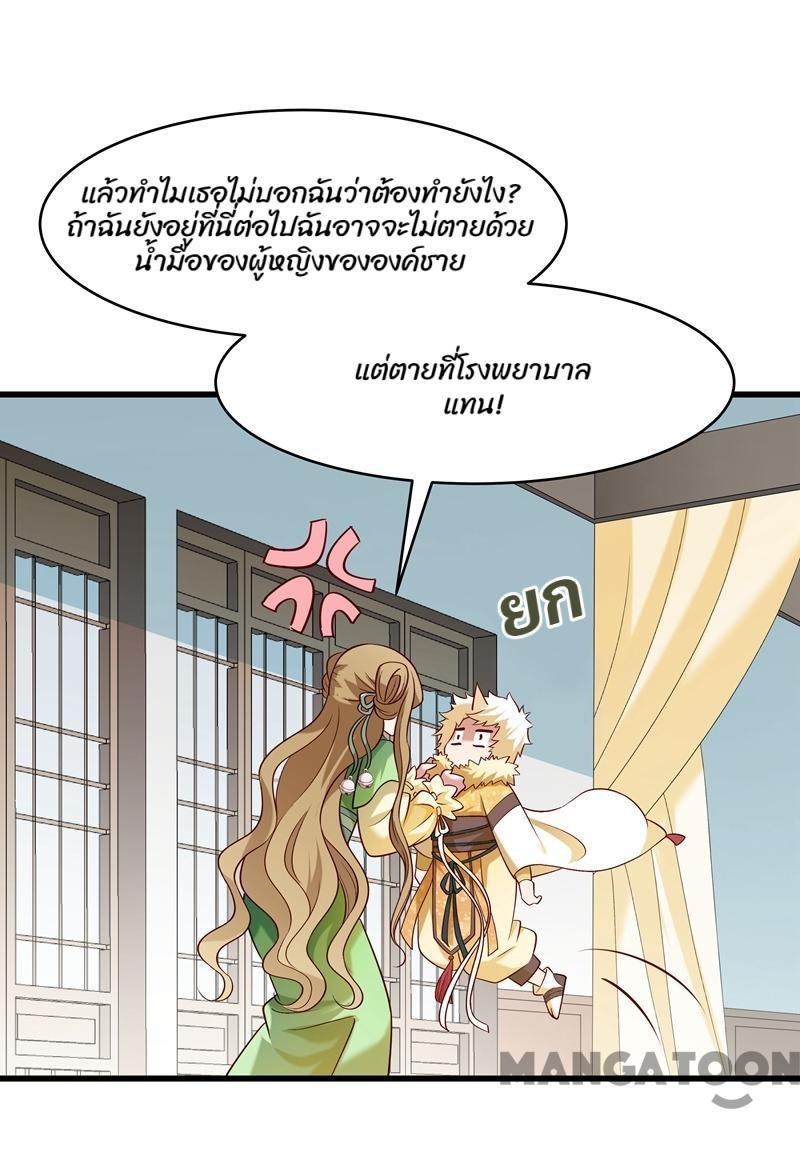 แล้วทำไมเธอไม่บอกฉันว่าต้องทำยังไง?
ถ้าฉันยังอยู่ที่นี่ต่อไปฉันอาจจะไม่ตายด้วย
น้ำมือของผู้หญิงขององค์ชาย
แต่ตายที่โรงพยาบาล
แทน!
ยก
MANGATOON